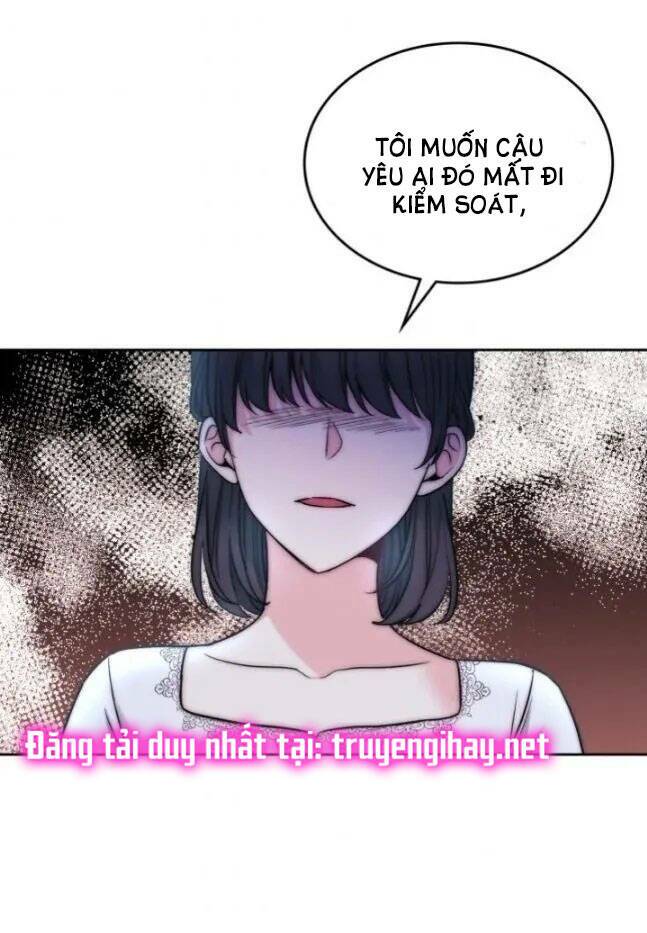 TÔI MUỐN CẬU
YÊU AI ĐÓ MẤT ĐI
KIỂM SOÁT,
Đăng tải duy nhất tại: truyengihay.net